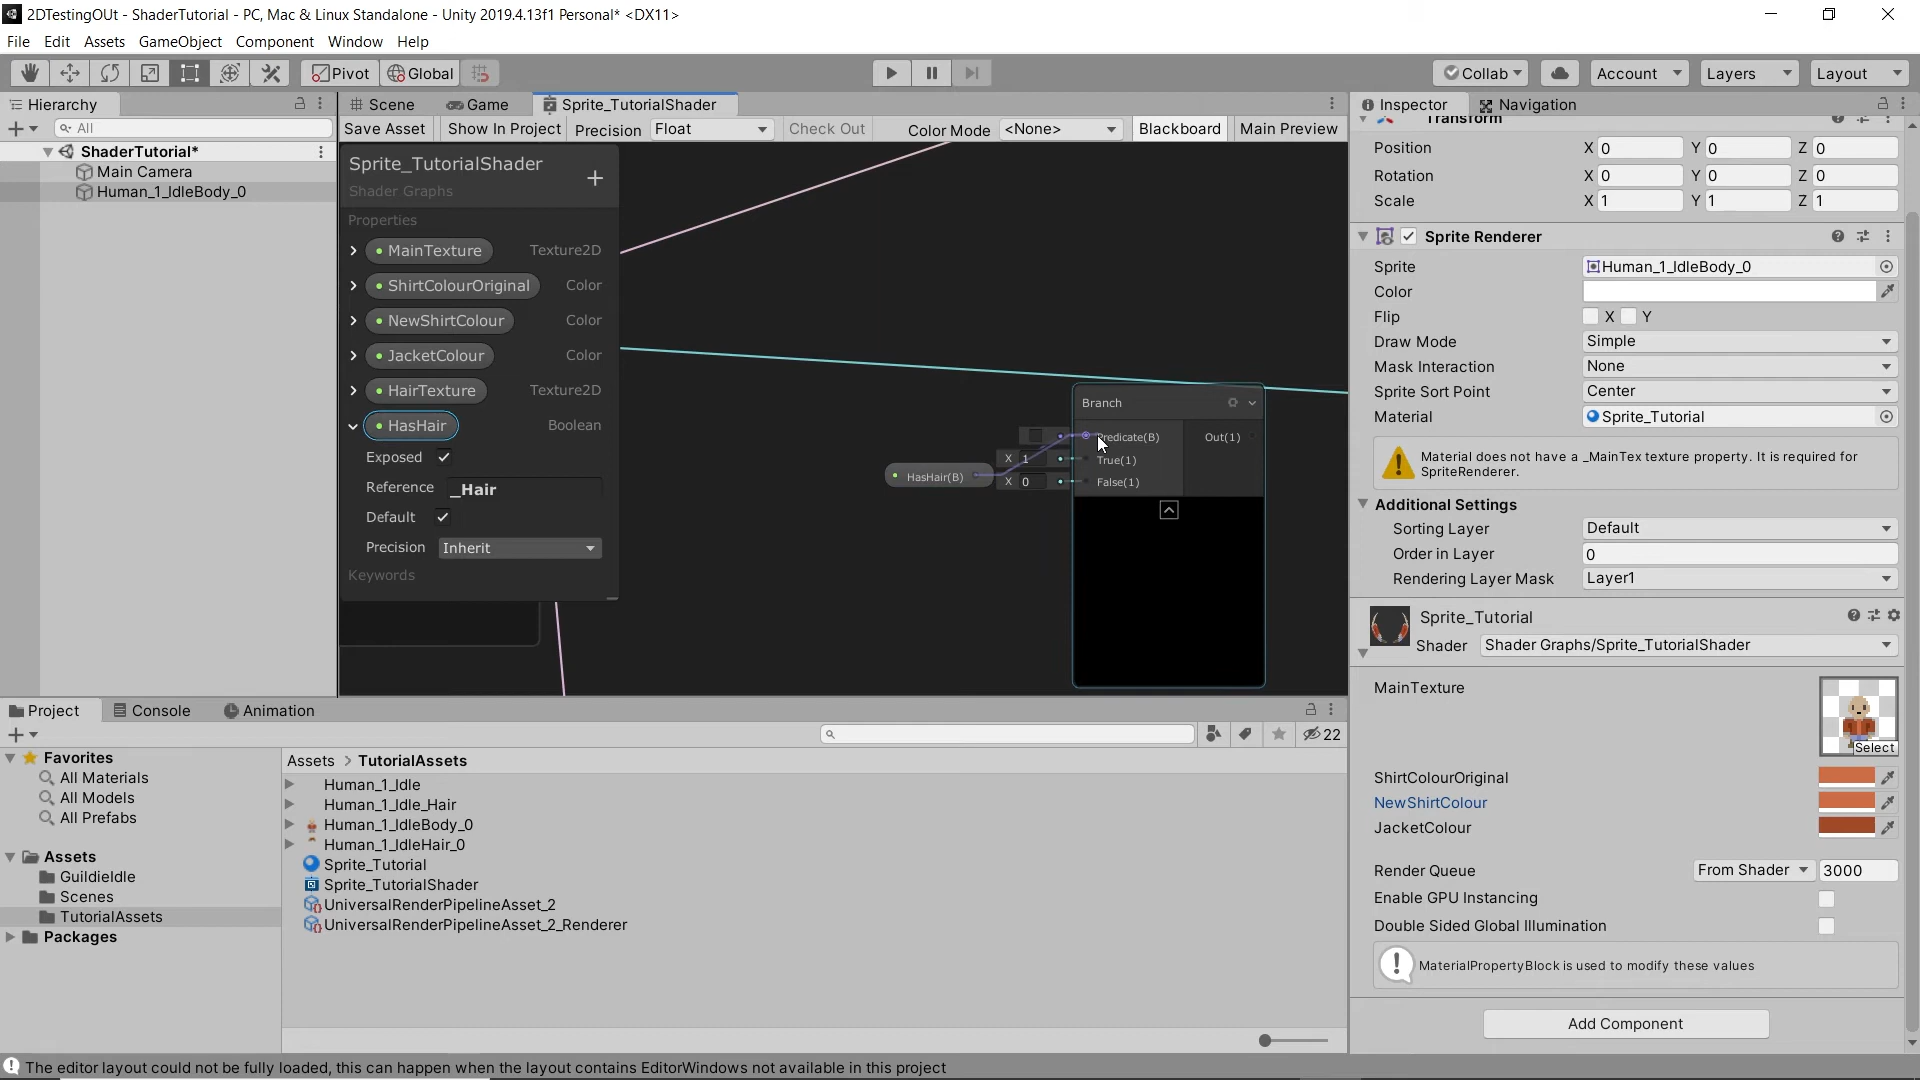 2DTestingOUt - ShaderTutorial - PC, Mac & Linux Standalone - Unity 2019.4.13f1 Personal* <DX11>
File Edit Assets GameObject Component Window Help
Pivot Global Collab Account Layers Layout
Hierarchy
All
ShaderTutorial*
Main Camera
Human_1_IdleBody_0
Scene Game Sprite_TutorialShader
Save Asset Show In Project Precision Float Check Out Color Mode <None> Blackboard Main Preview
Sprite_TutorialShader
Shader Graphs
Properties
MainTexture Texture2D
ShirtColourOriginal Color
NewShirtColour Color
JacketColour Color
HairTexture Texture2D
HasHair Boolean
Exposed
Reference _Hair
Default
Precision Inherit
Keywords
HasHair(B)
Branch
Predicate(B) Out(1)
X 1 True(1)
X 0 False(1)
Inspector Navigation
Transform
Position X 0 Y 0 Z 0
Rotation X 0 Y 0 Z 0
Scale X 1 Y 1 Z 1
Sprite Renderer
Sprite Human_1_IdleBody_0
Color
Flip X Y
Draw Mode Simple
Mask Interaction None
Sprite Sort Point Center
Material Sprite_Tutorial
Material does not have a _MainTex texture property. It is required for
SpriteRenderer.
Additional Settings
Sorting Layer Default
Order in Layer 0
Rendering Layer Mask Layer1
Sprite_Tutorial
Shader Shader Graphs/Sprite_TutorialShader
MainTexture
Select
ShirtColourOriginal
NewShirtColour
JacketColour
Render Queue From Shader 3000
Enable GPU Instancing
Double Sided Global Illumination
MaterialPropertyBlock is used to modify these values
Add Component
Project Console Animation
22
Favorites
All Materials
All Models
All Prefabs
Assets
GuildieIdle
Scenes
TutorialAssets
Packages
Assets > TutorialAssets
Human_1_Idle
Human_1_Idle_Hair
Human_1_IdleBody_0
Human_1_IdleHair_0
Sprite_Tutorial
Sprite_TutorialShader
UniversalRenderPipelineAsset_2
UniversalRenderPipelineAsset_2_Renderer
The editor layout could not be fully loaded, this can happen when the layout contains EditorWindows not available in this project